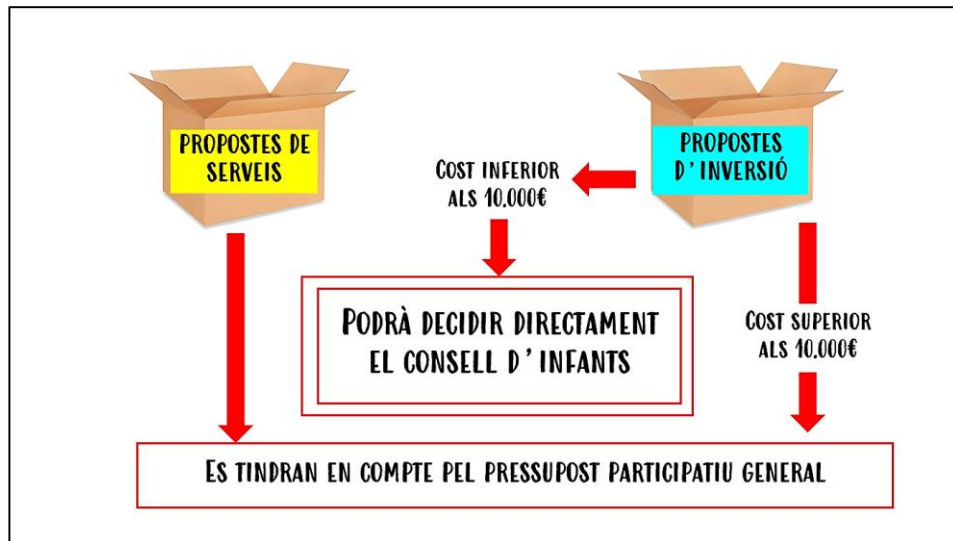 PROPOSTES DE
SERVEIS
PROPOSTES
D'INVERSIÓ
COST INFERIOR
ALS 10.000€
PODRÀ DECIDIR DIRECTAMENT
EL CONSELL D'INFANTS
COST SUPERIOR
ALS 10.000€
ES TINDRAN EN COMPTE PEL PRESSUPOST PARTICIPATIU GENERAL